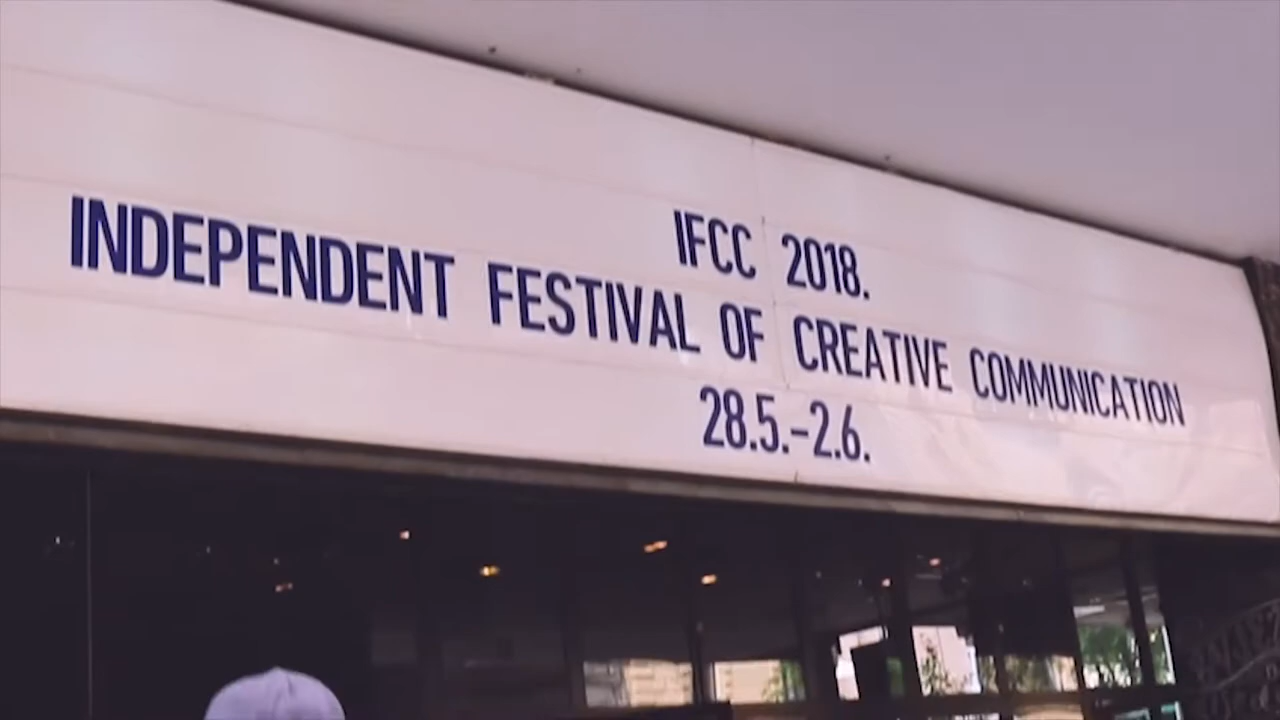 IFCC 2018.
INDEPENDENT FESTIVAL OF CREATIVE COMMUNICATION
28.5.-2.6.